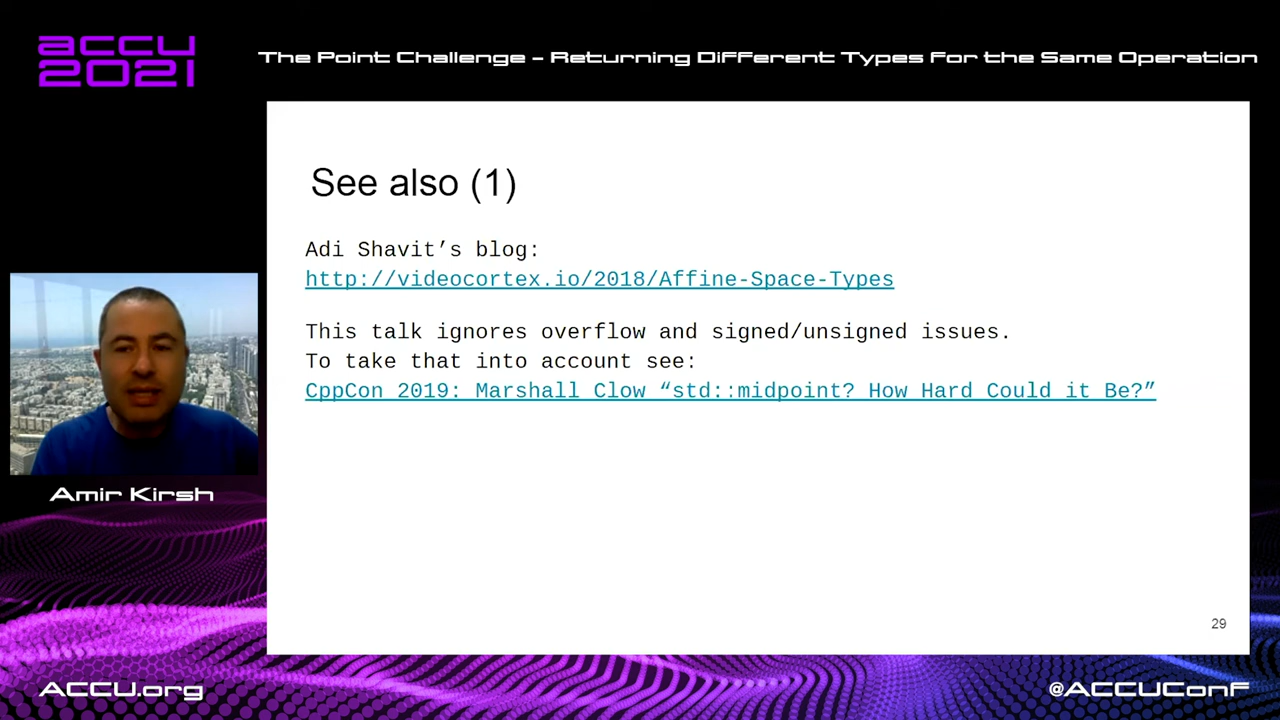 accu
2021
The Point Challenge – Returning Different Types for the Same Operation
See also (1)
Adi Shavit’s blog:
http://videocortex.io/2018/Affine-Space-Types
This talk ignores overflow and signed/unsigned issues.
To take that into account see:
CppCon 2019: Marshall Clow “std::midpoint? How Hard Could it Be?”
Amir Kirsh
29
ACCU.org
@ACCUConf